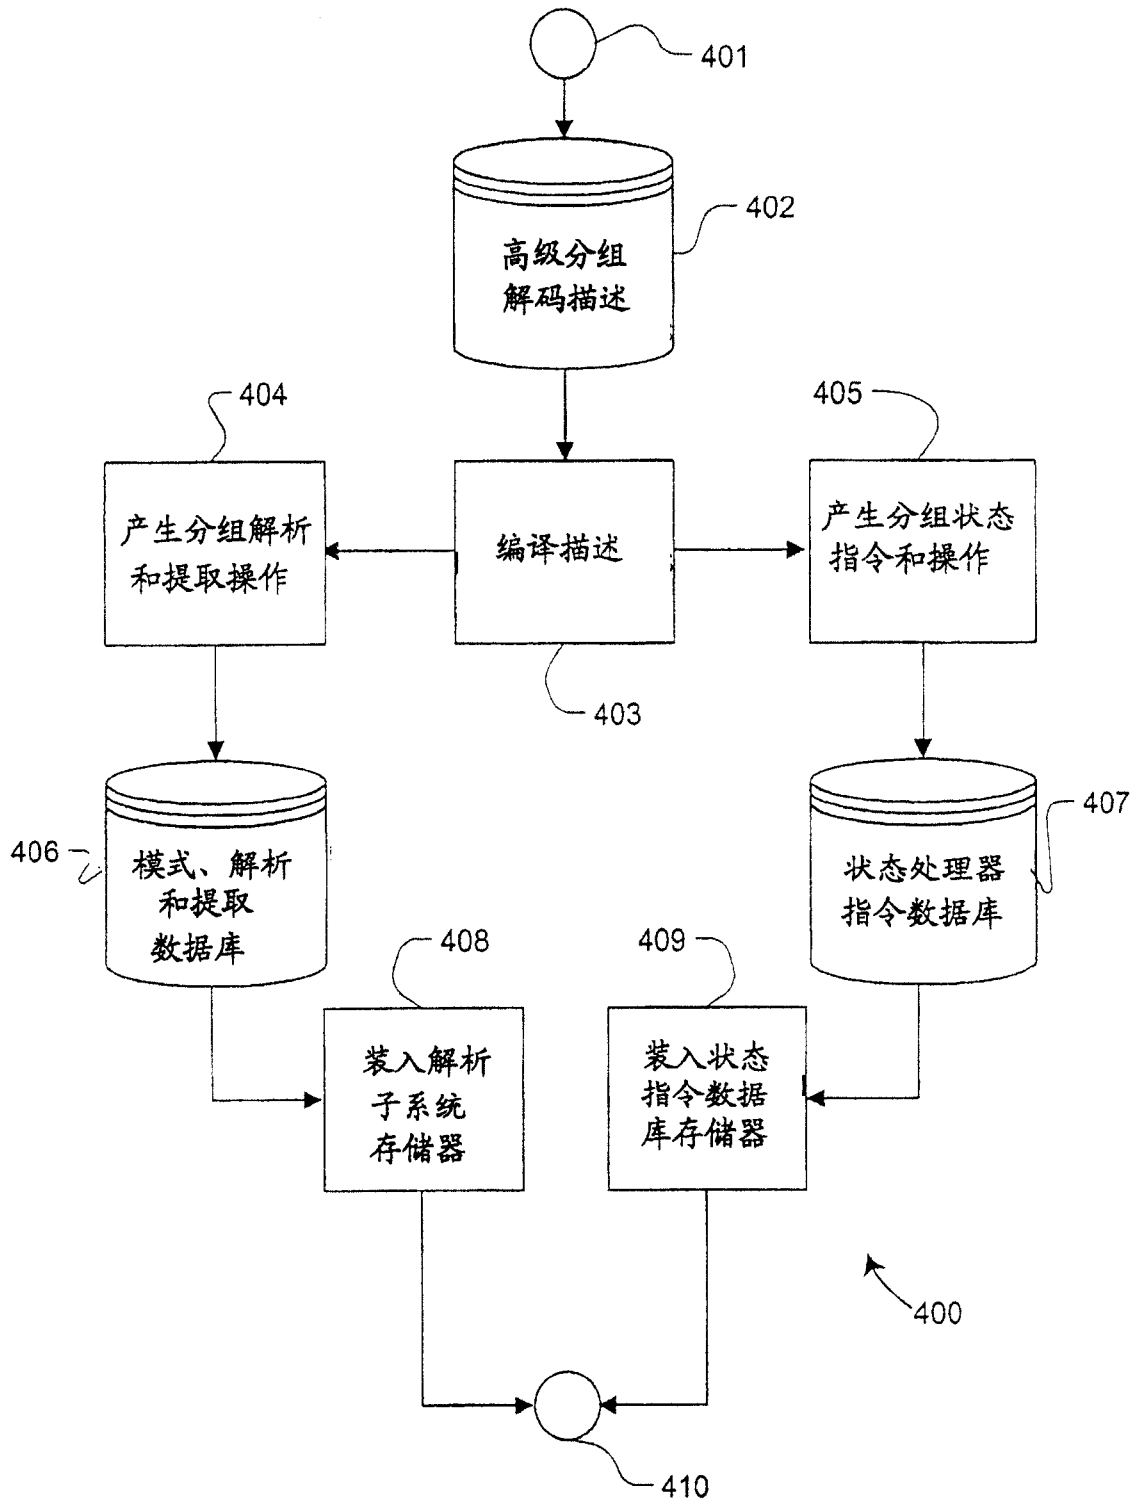 401
402
高级分组
解码描述
404
405
产生分组解析
和提取操作
编译描述
产生分组状态
指令和操作
403
406
模式、解析
和提取
数据库
407
状态处理器
指令数据库
408
409
装入解析
子系统
存储器
装入状态
指令数据
库存储器
400
410